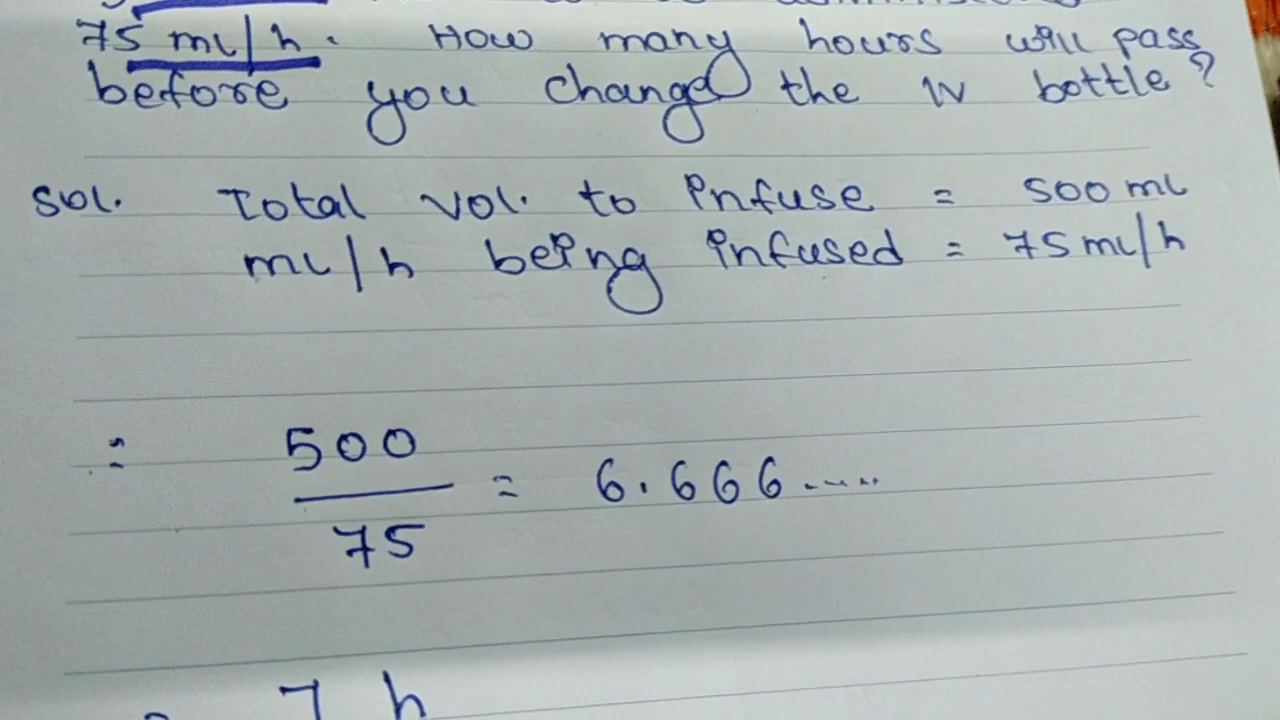 75 ml/h. How many hours will pass
before you change the IV bottle?
Sol. Total vol. to infuse = 500 ml
ml/h being infused = 75 ml/h
= 500
75 = 6.666.....
7 h